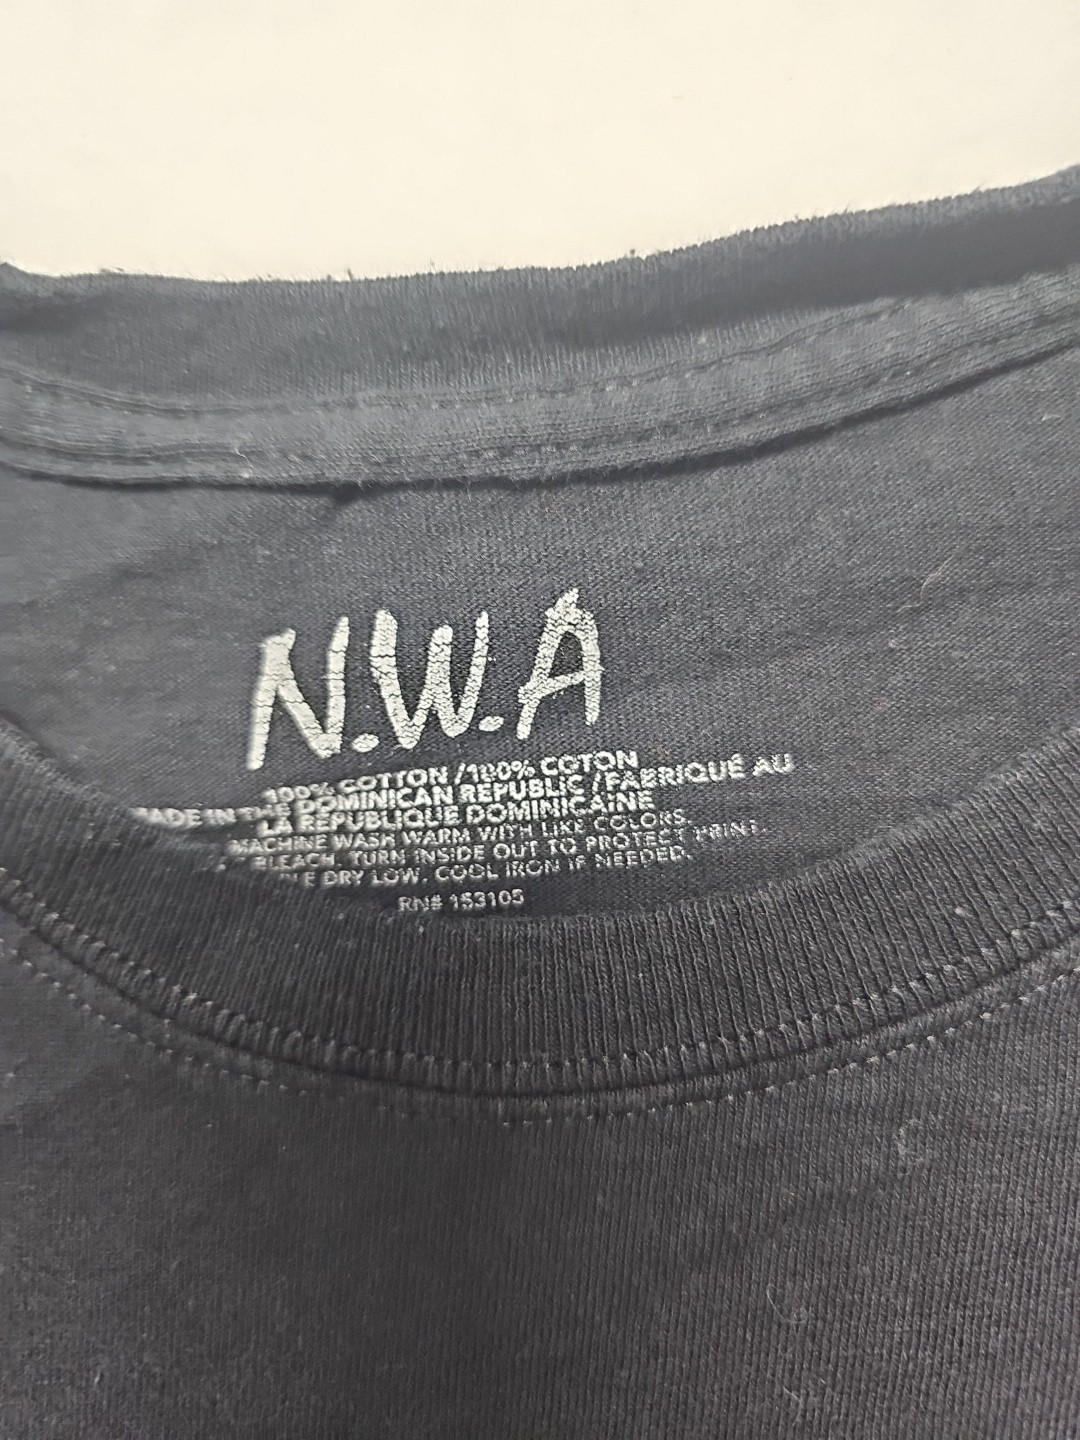 N.W.A
100% COTTON / 100% COTON
MADE IN THE DOMINICAN REPUBLIC / FABRIQUÉ AU
LA RÉPUBLIQUE DOMINICAINE
MACHINE WASH WARM WITH LIKE COLORS.
BLEACH. TURN INSIDE OUT TO PROTECT PRINT.
DRY LOW. COOL IRON IF NEEDED.
RN# 153105